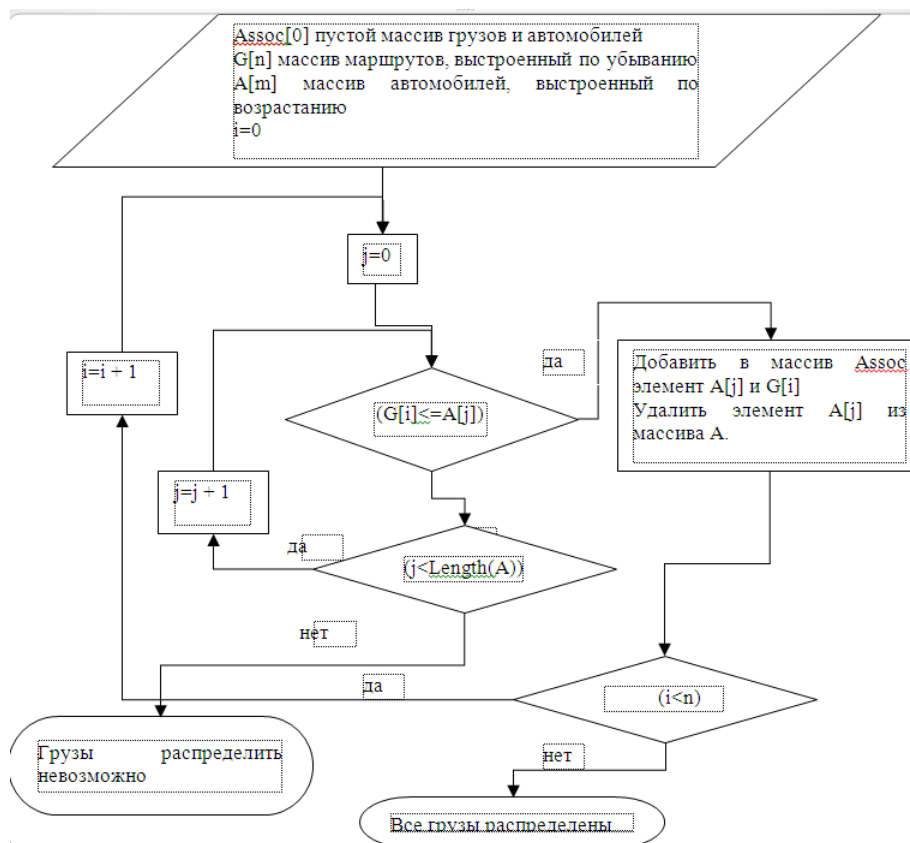 Assoc[0] пустой массив грузов и автомобилей
G[n] массив маршрутов, выстроенный по убыванию
A[m] массив автомобилей, выстроенный по
возрастанию
i=0
j=0
да
i=i + 1
Добавить в массив Assoc
элемент A[j] и G[i]
Удалить элемент A[j] из
массива A.
(G[i]<=A[j])
j=j + 1
да
(j<Length(A))
нет
да
(i<n)
Грузы распределить
невозможно
нет
Все грузы распределены